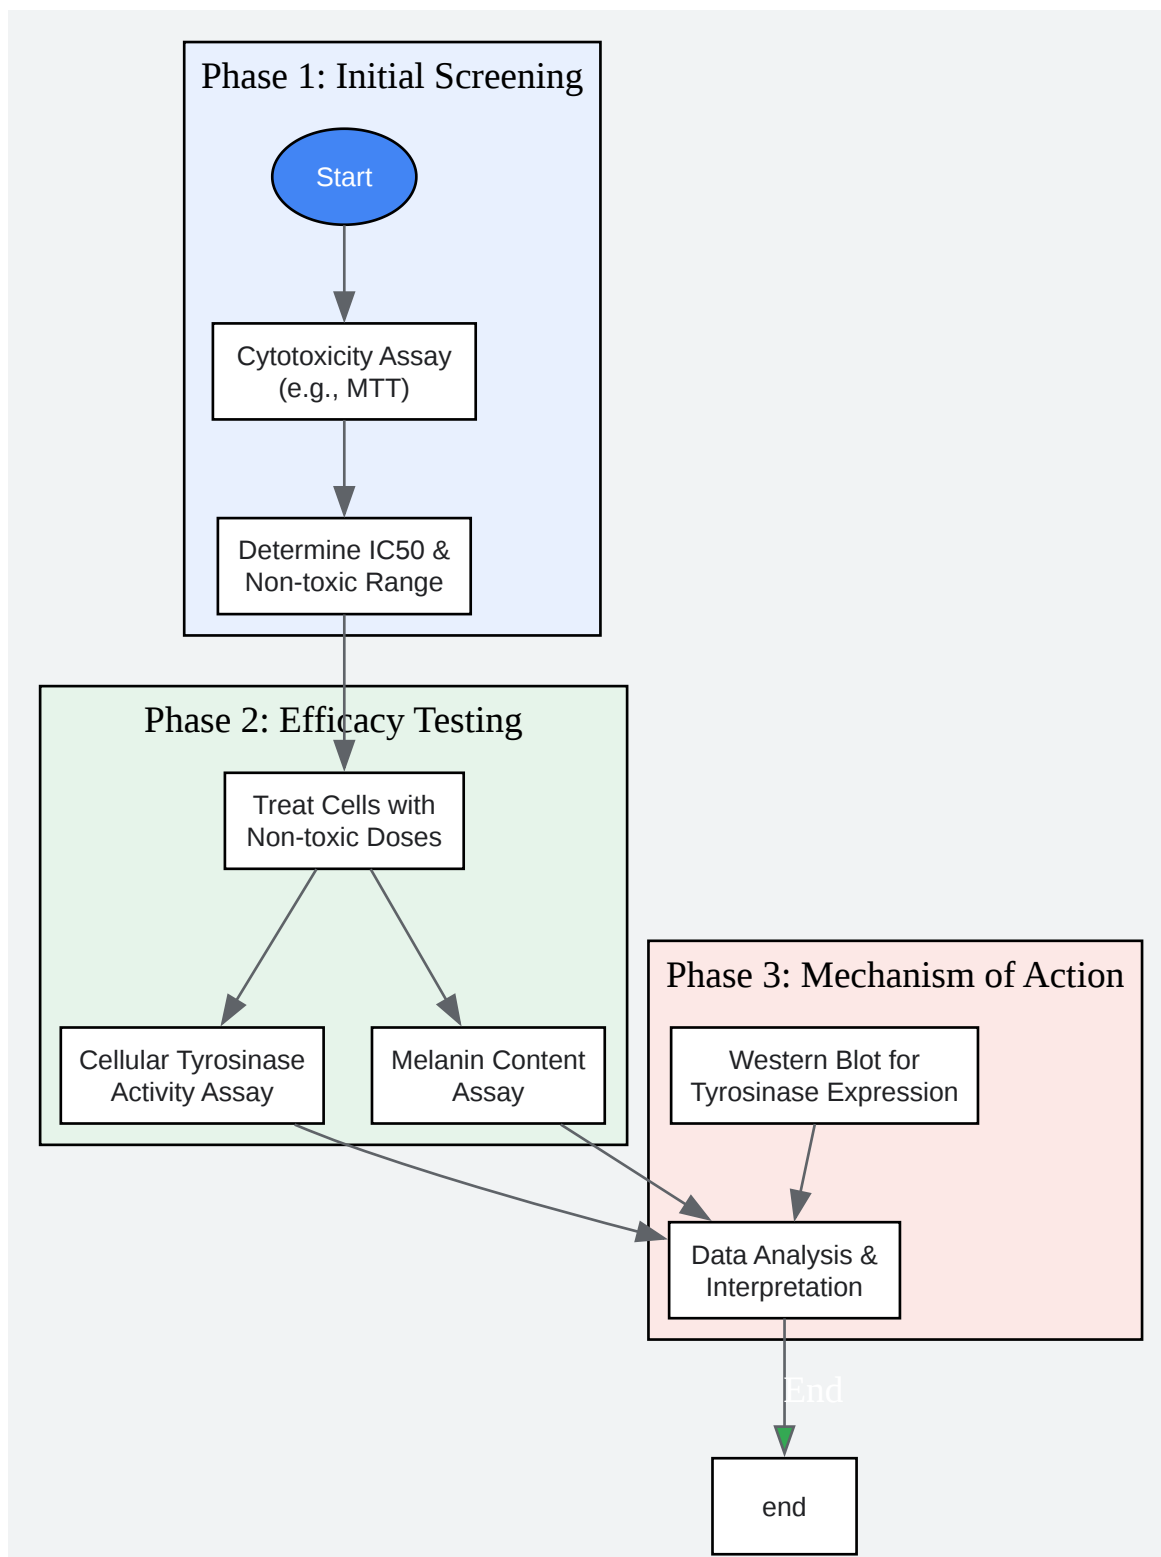 Phase 1: Initial Screening
Start
Cytotoxicity Assay
(e.g., MTT)
Determine IC50 &
Non-toxic Range
Phase 2: Efficacy Testing
Treat Cells with
Non-toxic Doses
Cellular Tyrosinase
Activity Assay
Melanin Content
Assay
Phase 3: Mechanism of Action
Western Blot for
Tyrosinase Expression
Data Analysis &
Interpretation
End
end